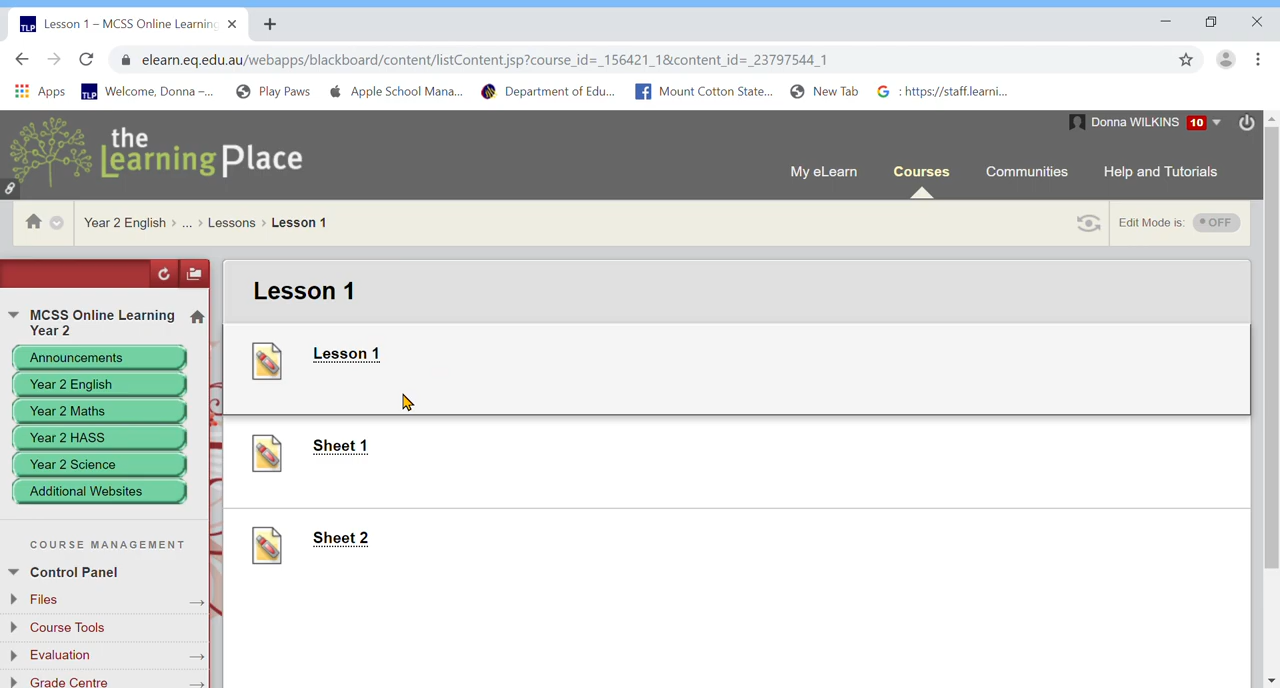 TLP Lesson 1 – MCSS Online Learning
elearn.eq.edu.au/webapps/blackboard/content/listContent.jsp?course_id=_156421_1&content_id=_23797544_1
Apps TLP Welcome, Donna –... Play Paws Apple School Mana... Department of Edu... Mount Cotton State... New Tab : https://staff.learni...
Donna WILKINS 10
the
Learning Place
My eLearn Courses Communities Help and Tutorials
Year 2 English › ... › Lessons › Lesson 1 Edit Mode is: OFF
Lesson 1
MCSS Online Learning
Year 2
Announcements
Year 2 English
Year 2 Maths
Year 2 HASS
Year 2 Science
Additional Websites
COURSE MANAGEMENT
Control Panel
Files
Course Tools
Evaluation
Grade Centre
Lesson 1
Sheet 1
Sheet 2